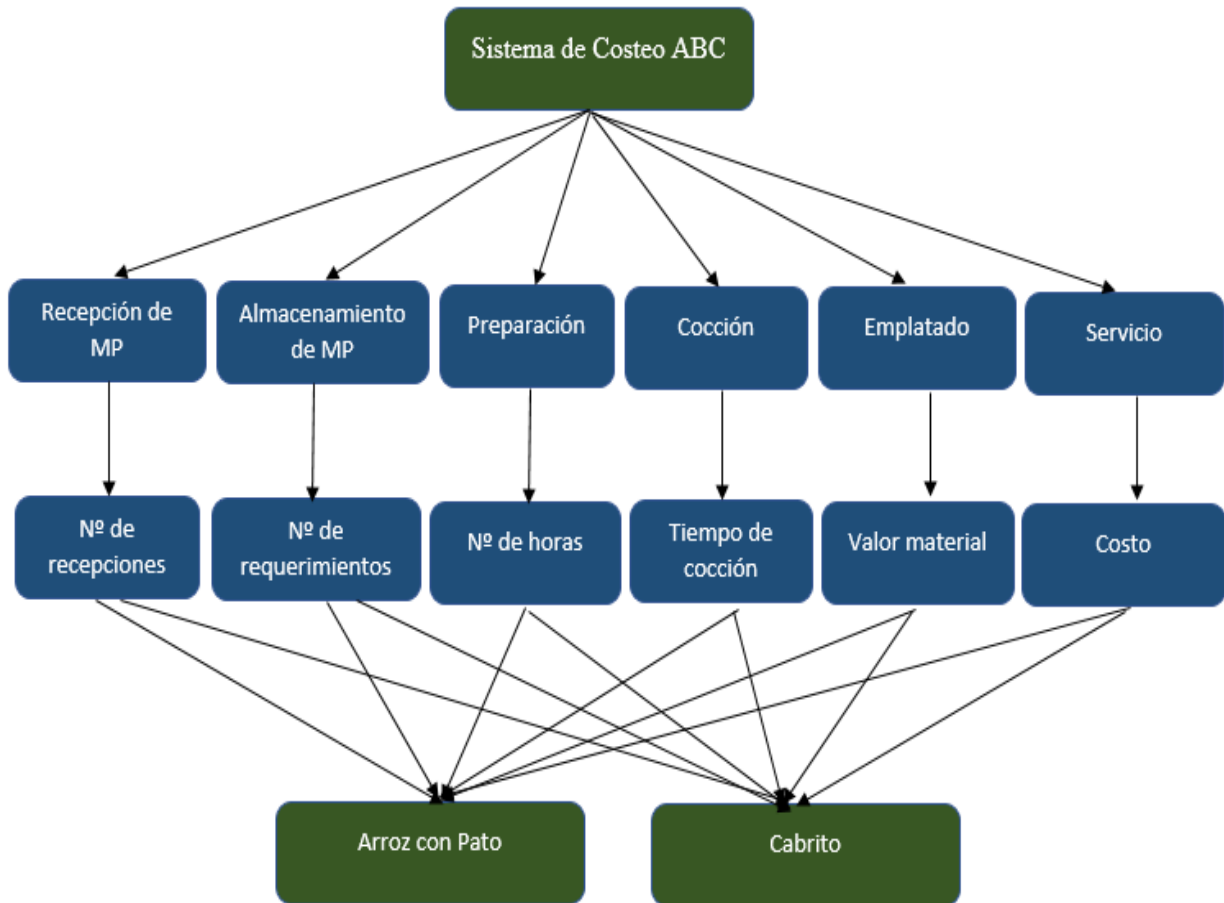 Sistema de Costeo ABC
Recepción de
MP
Almacenamiento
de MP
Preparación
Cocción
Emplatado
Servicio
Nº de
recepciones
Nº de
requerimientos
Nº de horas
Tiempo de
cocción
Valor material
Costo
Arroz con Pato
Cabrito